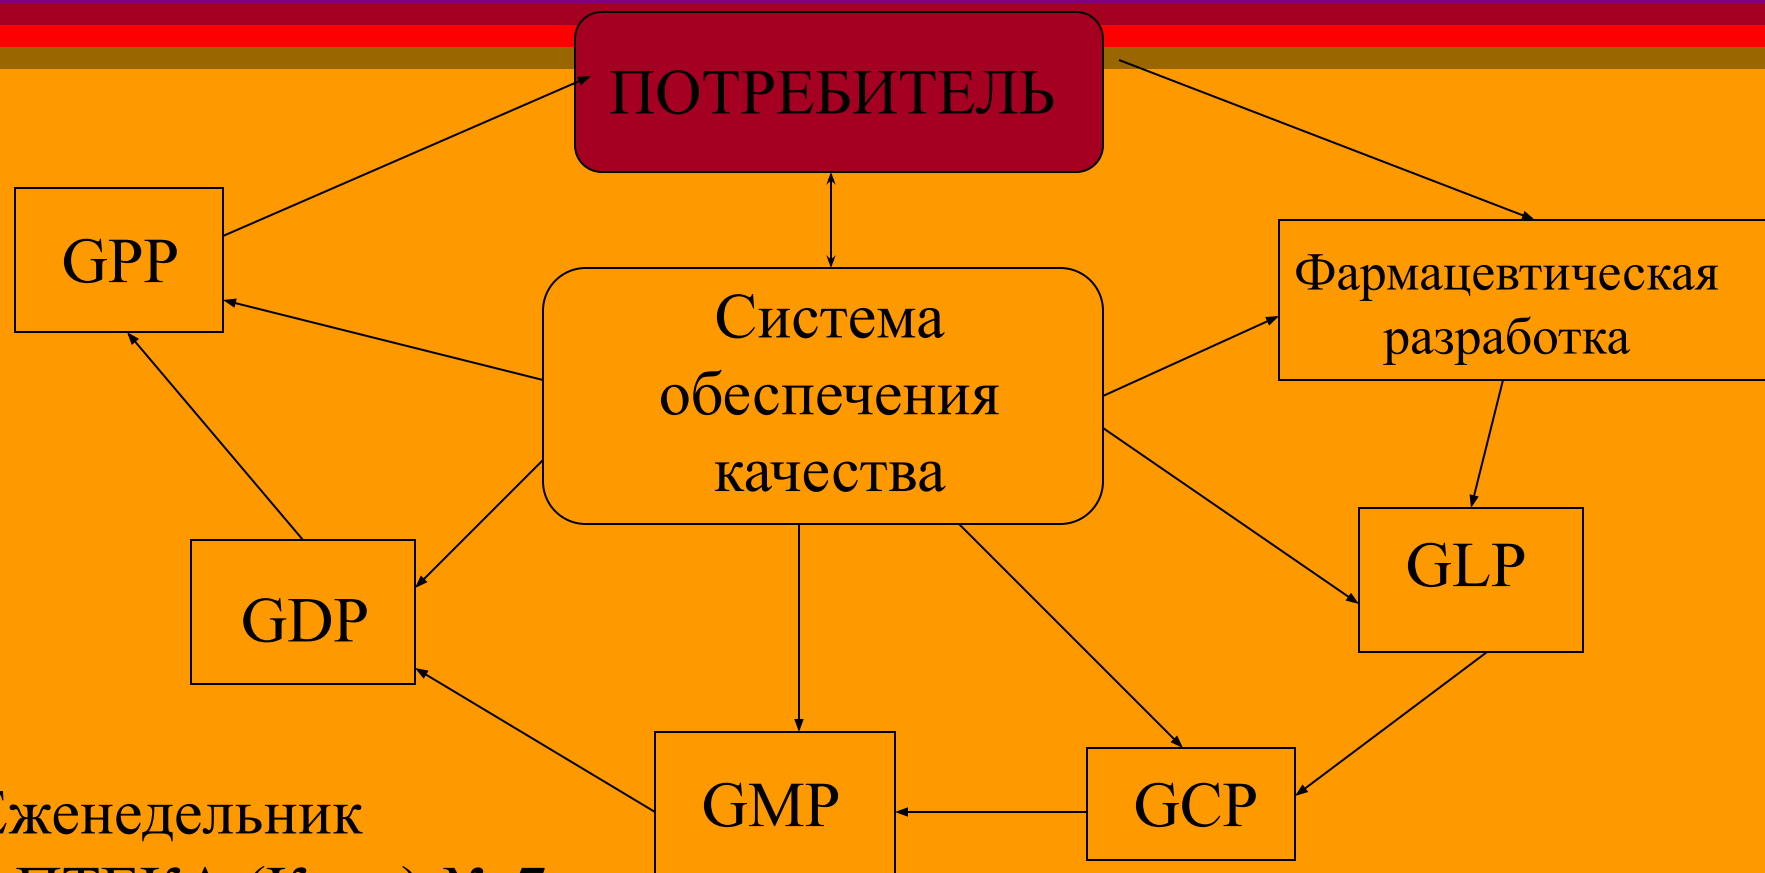 ПОТРЕБИТЕЛЬ
GPP
Фармацевтическая
разработка
Система
обеспечения
качества
GLP
GDP
GMP
GCP
Еженедельник